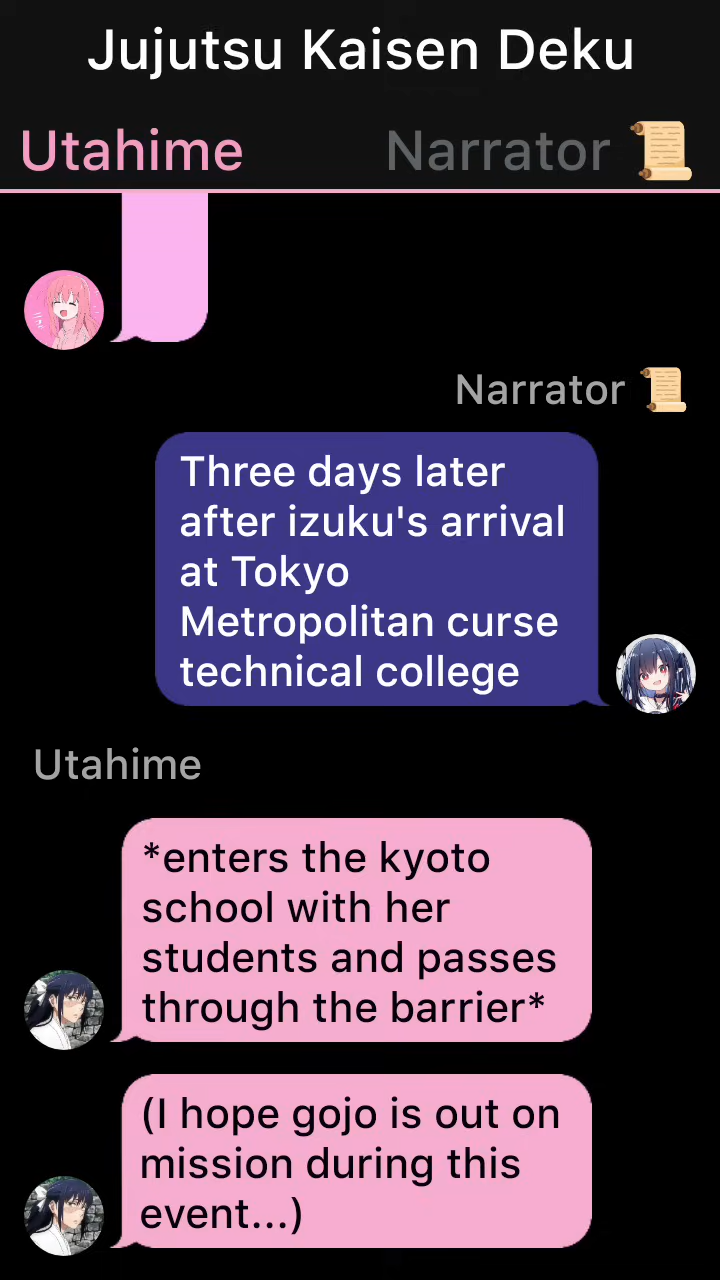 Jujutsu Kaisen Deku
Utahime
Narrator 📜
Narrator 📜
Three days later
after izuku's arrival
at Tokyo
Metropolitan curse
technical college
Utahime
*enters the kyoto
school with her
students and passes
through the barrier*
(I hope gojo is out on
mission during this
event...)